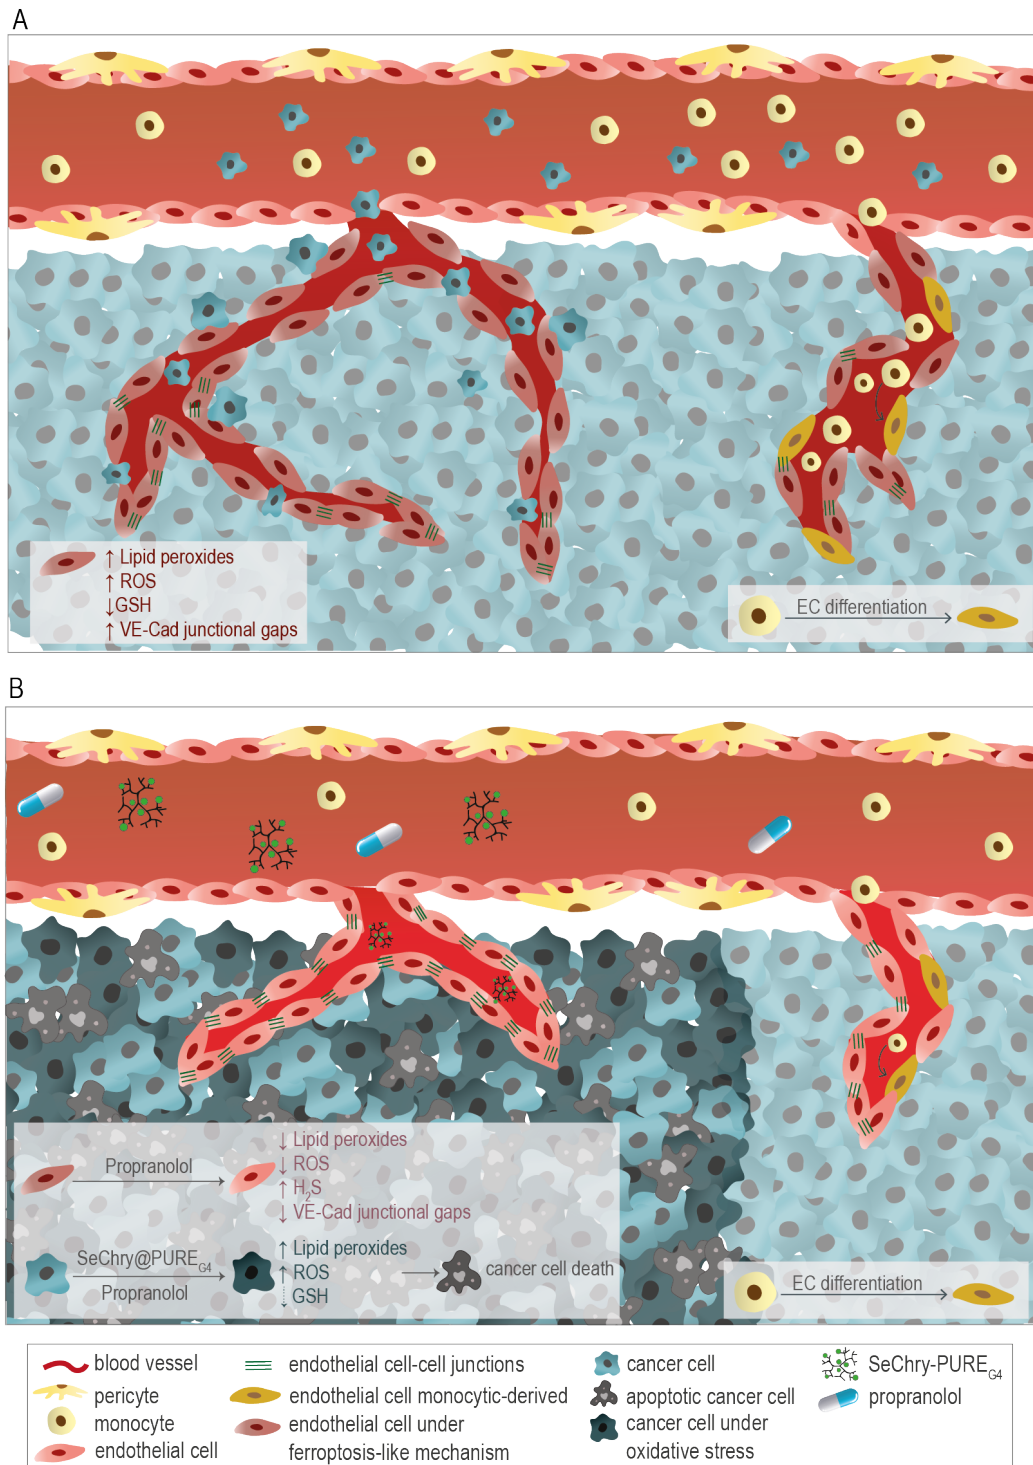 A
↑ Lipid peroxides
↑ ROS
↓GSH
↑ VE-Cad junctional gaps
EC differentiation
B
Propranolol
↓ Lipid peroxides
↓ ROS
↑ H₂S
↓ VE-Cad junctional gaps
SeChry@PURE_G4
Propranolol
↑ Lipid peroxides
↑ ROS
↓ GSH
cancer cell death
EC differentiation
blood vessel
pericyte
monocyte
endothelial cell
endothelial cell-cell junctions
endothelial cell monocytic-derived
endothelial cell under
ferroptosis-like mechanism
cancer cell
apoptotic cancer cell
cancer cell under
oxidative stress
SeChry-PURE_G4
propranolol